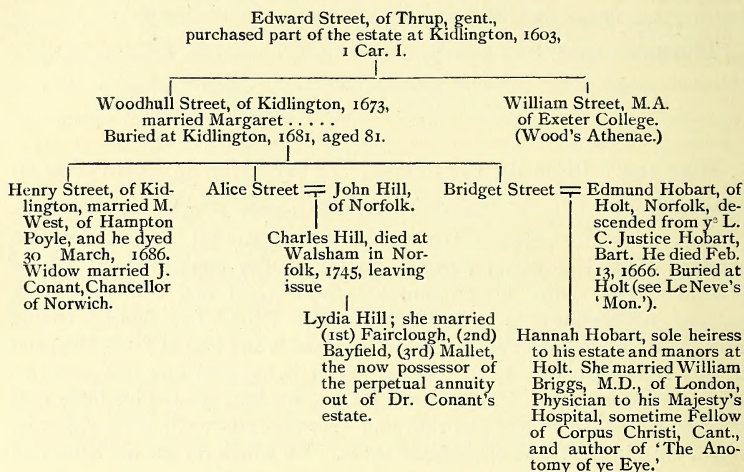 Edward Street, of Thrup, gent.,
purchased part of the estate at Kidlington, 1603,
1 Car. I.
Woodhull Street, of Kidlington, 1673,
married Margaret . . . . .
Buried at Kidlington, 1681, aged 81.
William Street, M.A.
of Exeter College.
(Wood's Athenae.)
Henry Street, of Kid-
lington, married M.
West, of Hampton
Poyle, and he dyed
30 March, 1686.
Widow married J.
Conant, Chancellor
of Norwich.
Alice Street = John Hill,
of Norfolk.
Charles Hill, died at
Walsham in Nor-
folk, 1745, leaving
issue
Lydia Hill; she married
(1st) Fairclough, (2nd)
Bayfield, (3rd) Mallet,
the now possessor of
the perpetual annuity
out of Dr. Conant's
estate.
Bridget Street = Edmund Hobart, of
Holt, Norfolk, de-
scended from ye L.
C. Justice Hobart,
Bart. He died Feb.
13, 1666. Buried at
Holt (see Le Neve's
'Mon.').
Hannah Hobart, sole heiress
to his estate and manors at
Holt. She married William
Briggs, M.D., of London,
Physician to his Majesty's
Hospital, sometime Fellow
of Corpus Christi, Cant.,
and author of 'The Ano-
tomy of ye Eye.'